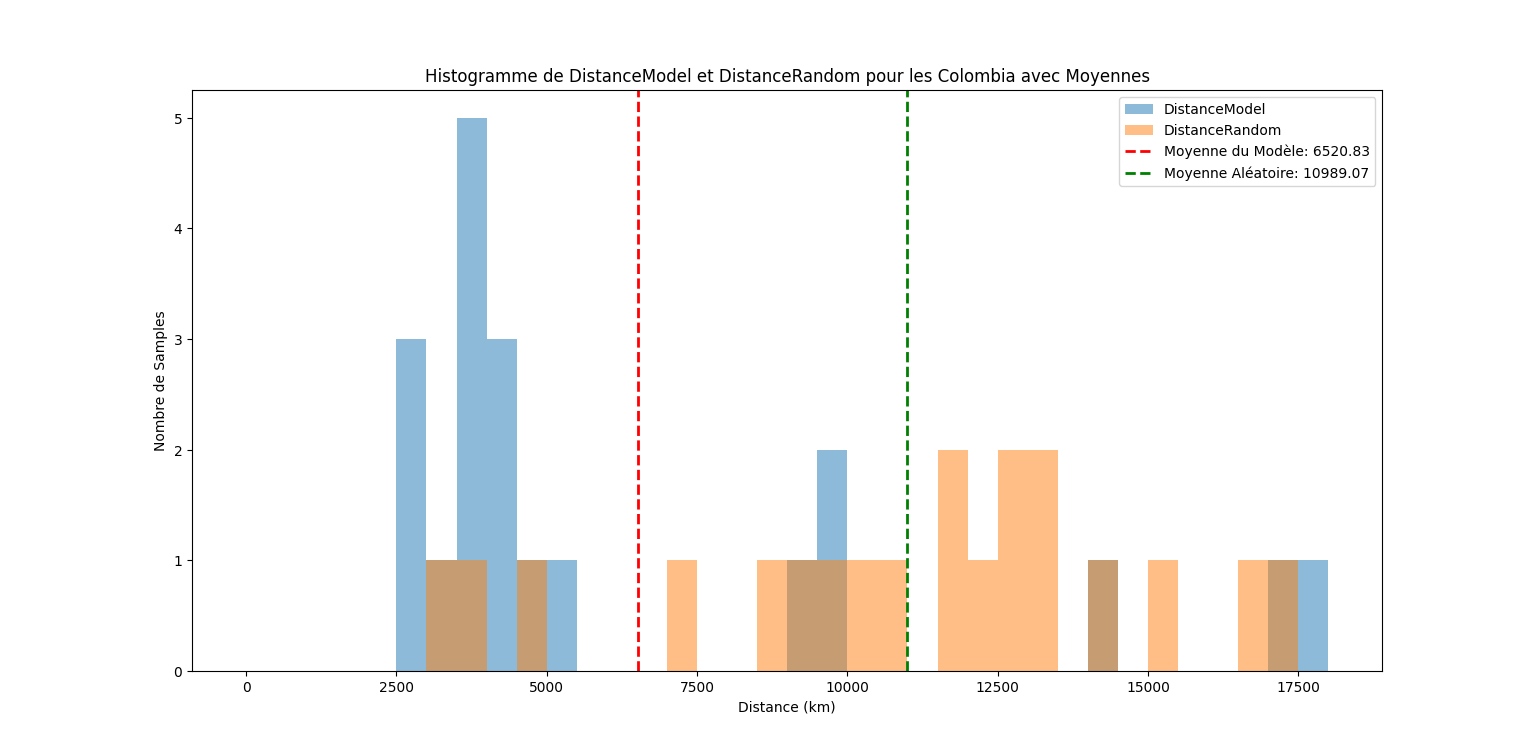 Histogramme de DistanceModel et DistanceRandom pour les Colombia avec Moyennes
DistanceModel
DistanceRandom
Moyenne du Modèle: 6520.83
Moyenne Aléatoire: 10989.07
Nombre de Samples
5
4
3
2
1
0
0 2500 5000 7500 10000 12500 15000 17500
Distance (km)